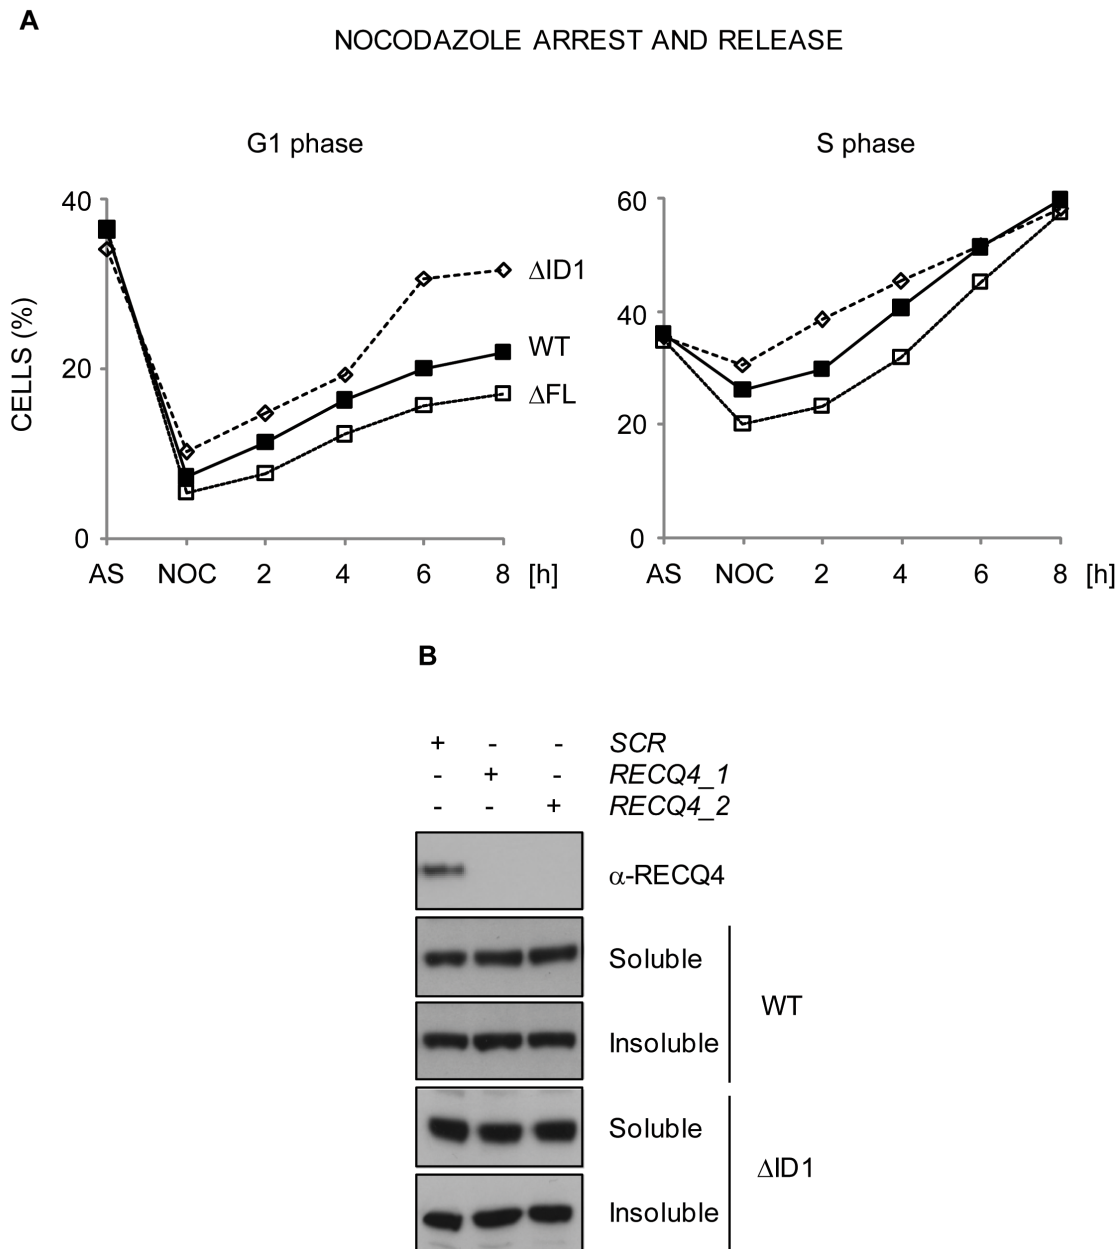 A
NOCODAZOLE ARREST AND RELEASE
G1 phase
S phase
CELLS (%)
40
20
0
AS NOC 2 4 6 8 [h]
ΔID1
WT
ΔFL
60
40
20
0
AS NOC 2 4 6 8 [h]
B
+ - - SCR
- + - RECQ4_1
- - + RECQ4_2
α-RECQ4
Soluble
WT
Insoluble
Soluble
ΔID1
Insoluble